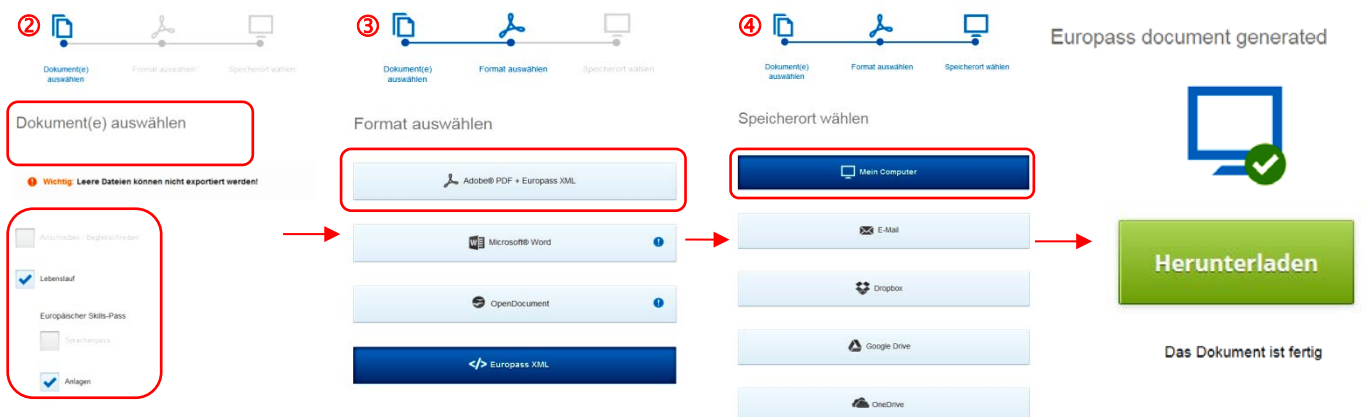 ②
Dokument(e)
auswählen
Format auswählen
Speicherort wählen
Dokument(e) auswählen
Wichtig: Leere Dateien können nicht exportiert werden!
Anschreiben / Begleitschreiben
Lebenslauf
Europäischer Skills-Pass
Sprachenpass
Anlagen
③
Dokument(e)
auswählen
Format auswählen
Speicherort wählen
Format auswählen
Adobe® PDF + Europass XML
Microsoft® Word
OpenDocument
</> Europass XML
④
Dokument(e)
auswählen
Format auswählen
Speicherort wählen
Speicherort wählen
Mein Computer
E-Mail
Dropbox
Google Drive
OneDrive
Europass document generated
Herunterladen
Das Dokument ist fertig